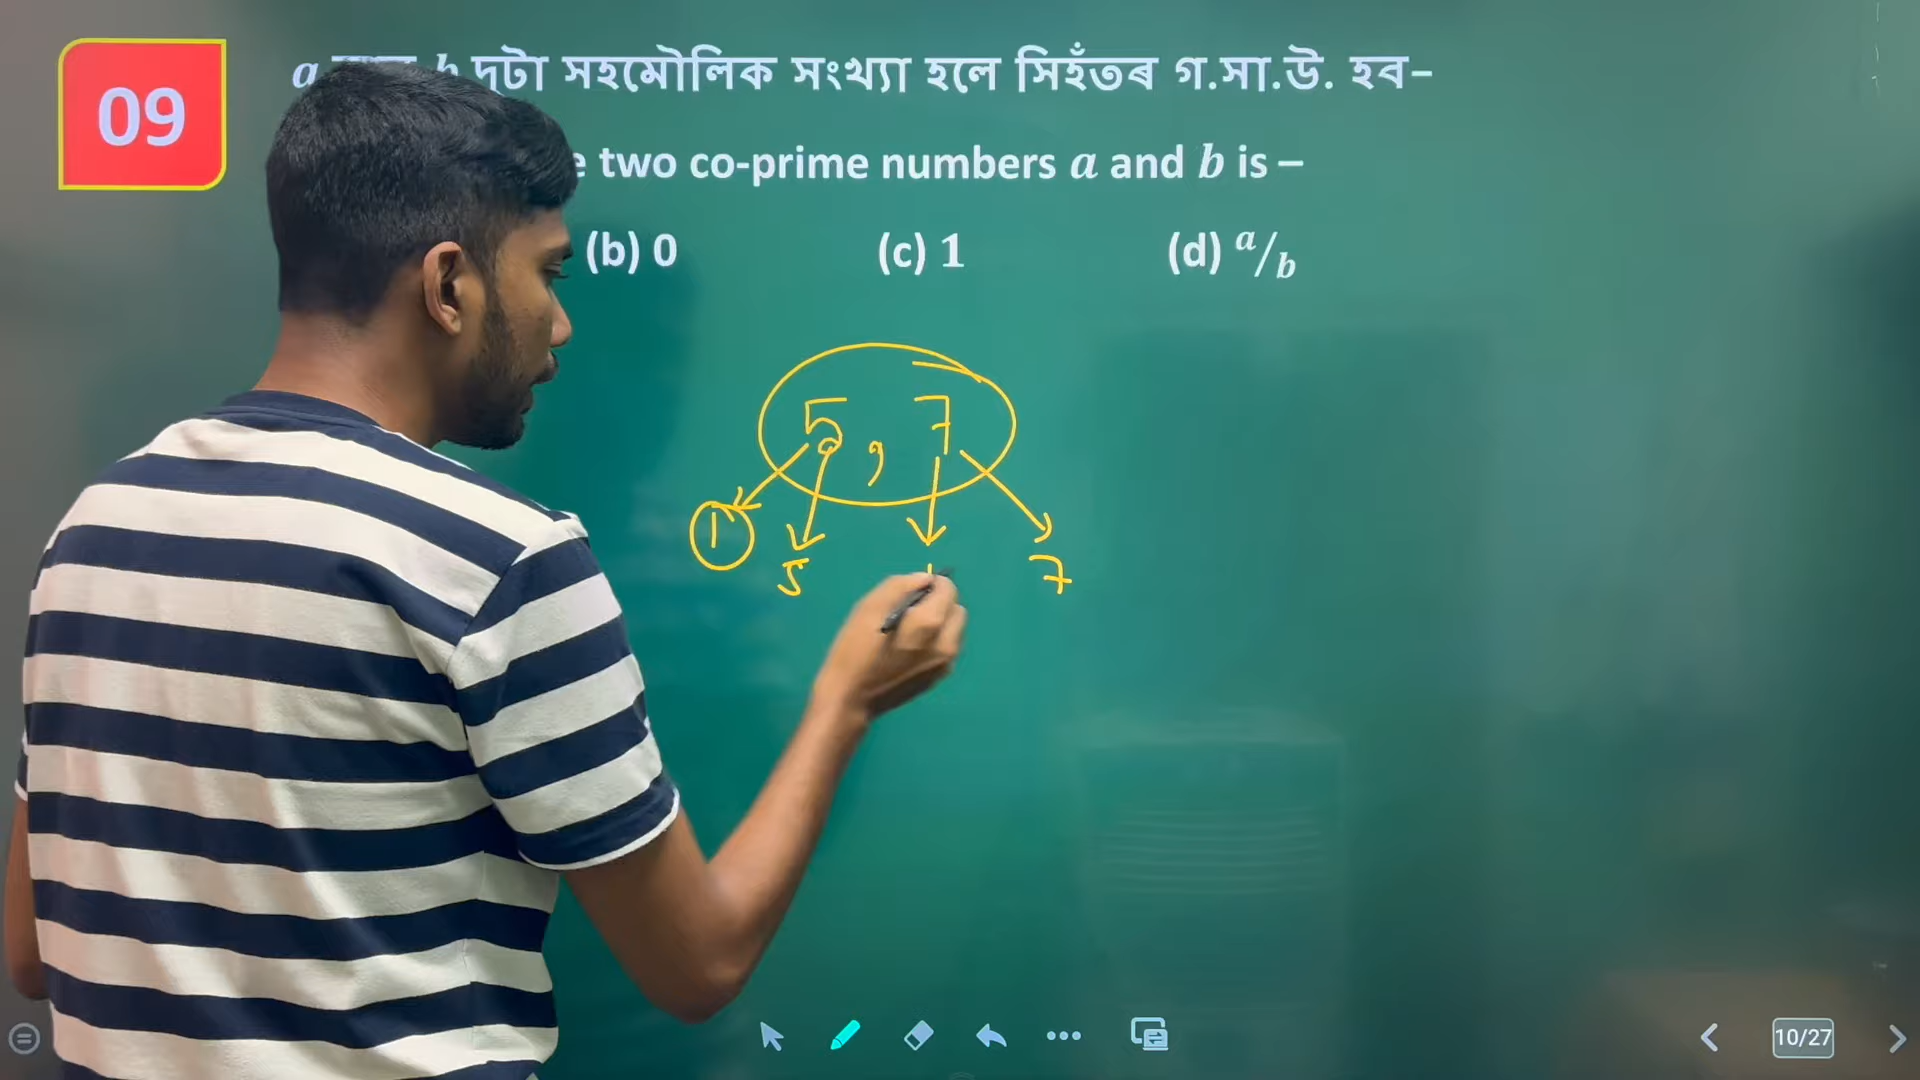 09
a b দুটা সহমৌলিক সংখ্যা হলে সিহঁতৰ গ.সা.উ. হব–
two co-prime numbers a and b is –
(b) 0 (c) 1 (d) a/b
5, 7
1 5 7
10/27